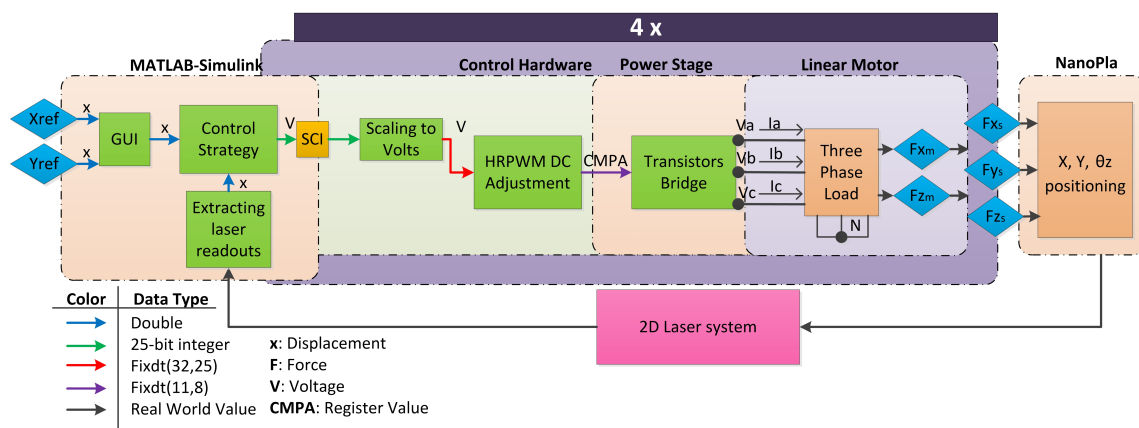 4 x
MATLAB-Simulink
Control Hardware
Power Stage
Linear Motor
NanoPla
Xref
x
Yref
x
GUI
x
Control
Strategy
V
SCI
Scaling to
Volts
V
HRPWM DC
Adjustment
CMPA
Transistors
Bridge
Va
Ia
Vb
Ib
Vc
Ic
Three
Phase
Load
N
Fxm
Fzm
Fxs
Fys
Fzs
X, Y, θz
positioning
x
Extracting
laser
readouts
2D Laser system
Color
Data Type
Double
25-bit integer
Fixdt(32,25)
Fixdt(11,8)
Real World Value
x: Displacement
F: Force
V: Voltage
CMPA: Register Value